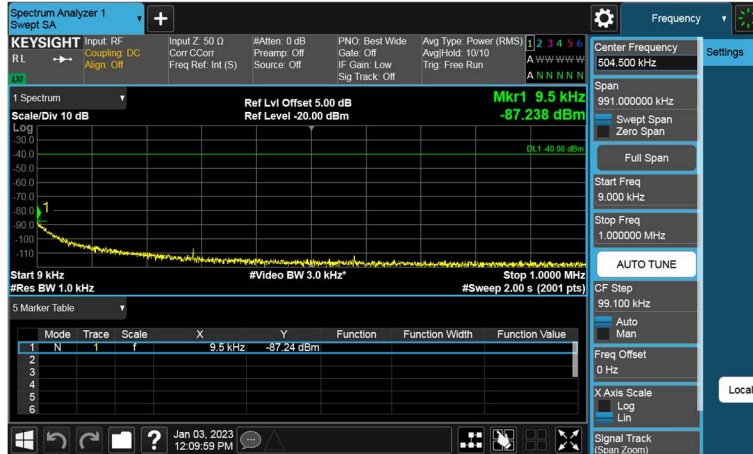 Spectrum Analyzer 1
Swept SA
Frequency
KEYSIGHT
RL
LXI
Input: RF
Coupling: DC
Align: Off
Input Z: 50 Ω
Corr CCorr
Freq Ref: Int (S)
#Atten: 0 dB
Preamp: Off
Source: Off
PNO: Best Wide
Gate: Off
IF Gain: Low
Sig Track: Off
Avg Type: Power (RMS)
Avg|Hold: 10/10
Trig: Free Run
1 2 3 4 5 6
A W W W W W
A N N N N N
1 Spectrum
Scale/Div 10 dB
Ref Lvl Offset 5.00 dB
Ref Level -20.00 dBm
Mkr1 9.5 kHz
-87.238 dBm
Log
-30.0
-40.0
-50.0
-60.0
-70.0
-80.0
-90.0
-100
-110
DL1 -40.00 dBm
1
Start 9 kHz
#Res BW 1.0 kHz
#Video BW 3.0 kHz*
Stop 1.0000 MHz
#Sweep 2.00 s (2001 pts)
5 Marker Table
Mode Trace Scale X Y Function Function Width Function Value
1 N 1 f 9.5 kHz -87.24 dBm
2
3
4
5
6
Jan 03, 2023
12:09:59 PM
Center Frequency
504.500 kHz
Settings
Span
991.000000 kHz
Swept Span
Zero Span
Full Span
Start Freq
9.000 kHz
Stop Freq
1.000000 MHz
AUTO TUNE
CF Step
99.100 kHz
Auto
Man
Freq Offset
0 Hz
X Axis Scale
Log
Lin
Local
Signal Track
(Span Zoom)